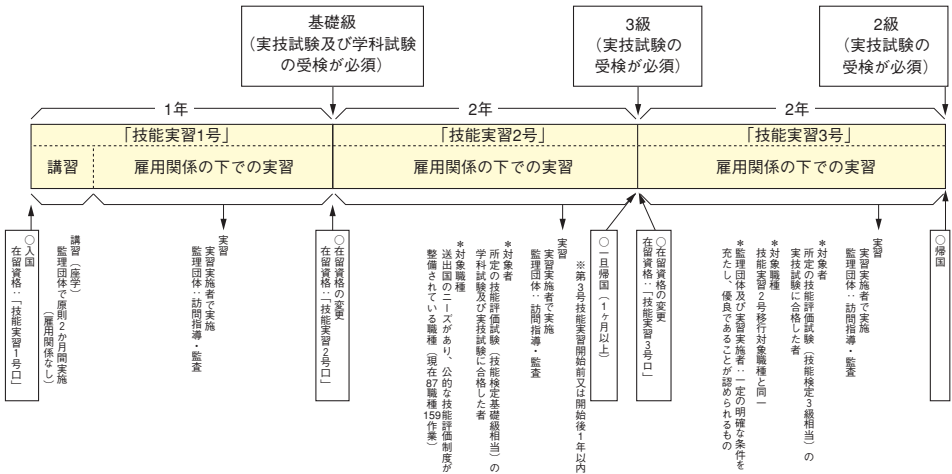 基礎級
(実技試験及び学科試験
の受検が必須)
3級
(実技試験の
受検が必須)
2級
(実技試験の
受検が必須)
1年
2年
2年
「技能実習1号」
「技能実習2号」
「技能実習3号」
講習
雇用関係の下での実習
雇用関係の下での実習
雇用関係の下での実習
○入国
在留資格:「技能実習1号ロ」
講習(座学)
監理団体で原則2か月間実施
(雇用関係なし)
実習
実習実施者で実施
監理団体:訪問指導・監査
○在留資格の変更
在留資格:「技能実習2号ロ」
*対象職種
送出国のニーズがあり、公的な技能評価制度が
整備されている職種(現在87職種
159作業)
*対象者
所定の技能評価試験(技能検定基礎級相当)の
学科試験及び実技試験に合格した者
実習
実習実施者で実施
監理団体:訪問指導・監査
○一旦帰国(1ヶ月以上)
※第3号技能実習開始前又は開始後1年以内
○在留資格の変更
在留資格:「技能実習3号ロ」
*監理団体及び実習実施者:一定の明確な条件を
充たし、優良であることが認められるもの
*対象職種
技能実習2号移行対象職種と同一
*対象者
所定の技能評価試験(技能検定3級相当)の
実技試験に合格した者
実習
実習実施者で実施
監理団体:訪問指導・監査
○帰国